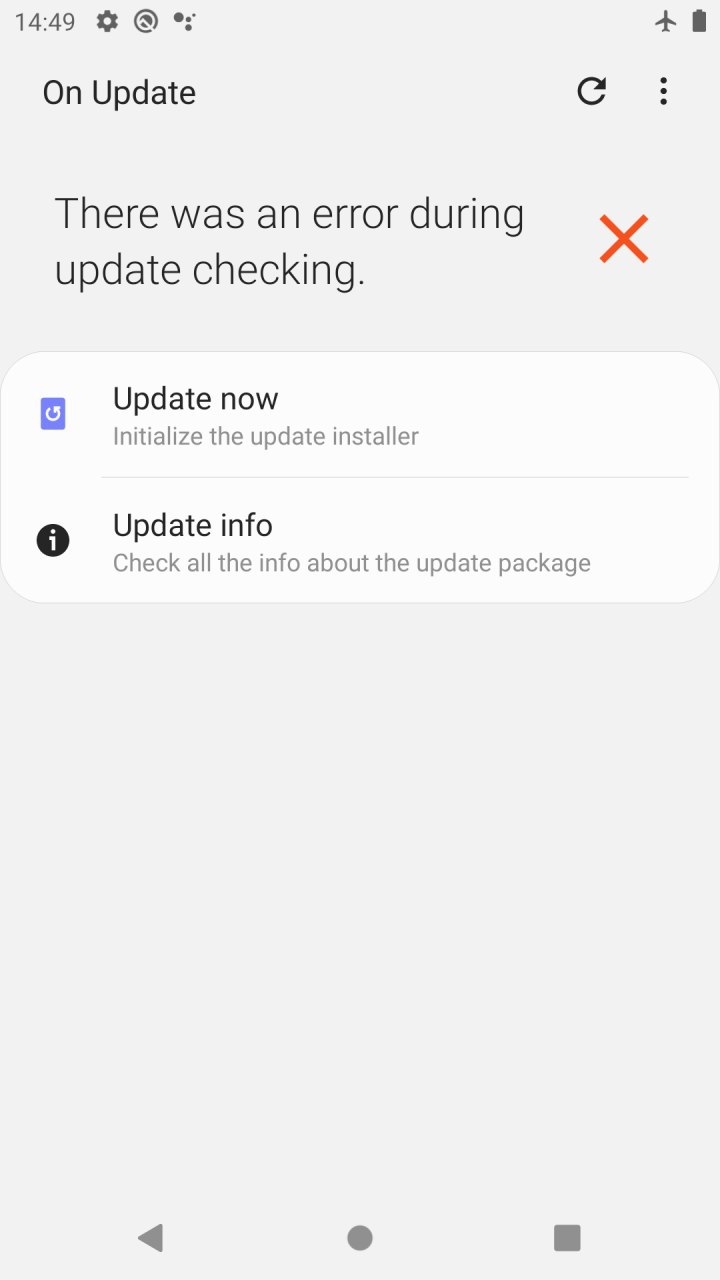 14:49
On Update
There was an error during
update checking.
Update now
Initialize the update installer
Update info
Check all the info about the update package